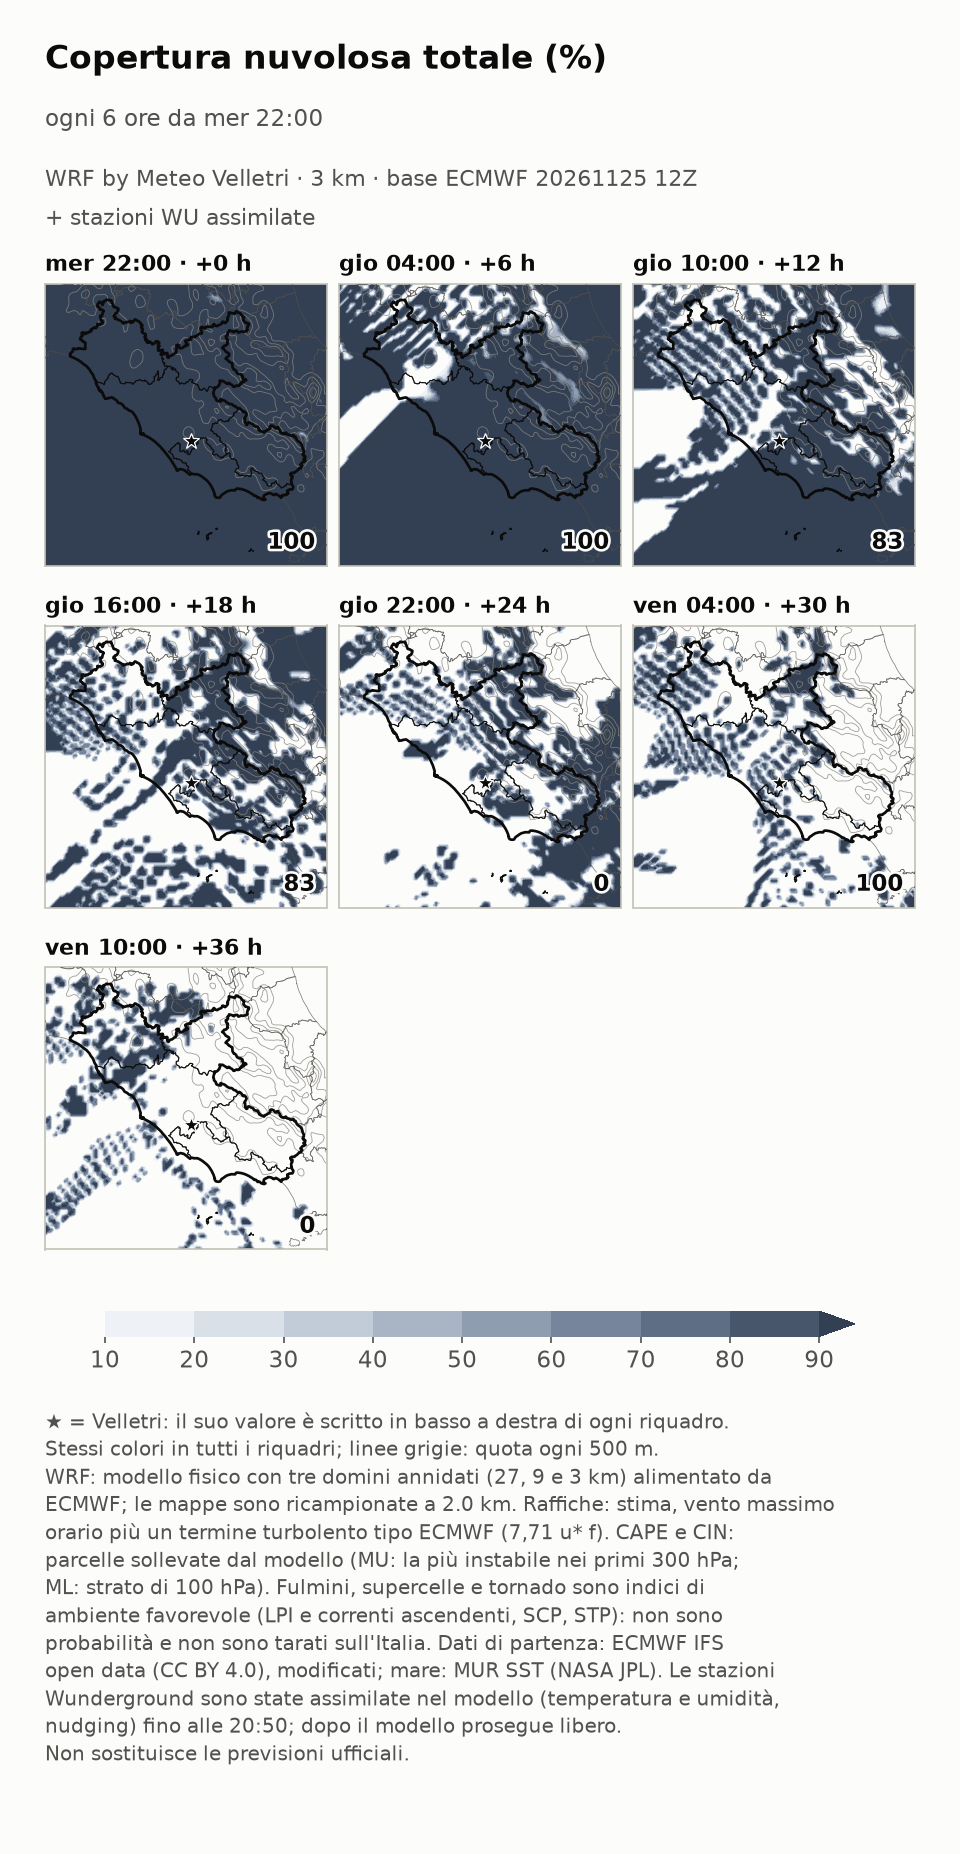 Copertura nuvolosa totale (%)
ogni 6 ore da mer 22:00
WRF by Meteo Velletri · 3 km · base ECMWF 20261125 12Z
+ stazioni WU assimilate
mer 22:00 · +0 h
gio 04:00 · +6 h
gio 10:00 · +12 h
100
100
83
gio 16:00 · +18 h
gio 22:00 · +24 h
ven 04:00 · +30 h
83
0
100
ven 10:00 · +36 h
0
10 20 30 40 50 60 70 80 90
★ = Velletri: il suo valore è scritto in basso a destra di ogni riquadro.
Stessi colori in tutti i riquadri; linee grigie: quota ogni 500 m.
WRF: modello fisico con tre domini annidati (27, 9 e 3 km) alimentato da
ECMWF; le mappe sono ricampionate a 2.0 km. Raffiche: stima, vento massimo
orario più un termine turbolento tipo ECMWF (7,71 u* f). CAPE e CIN:
parcelle sollevate dal modello (MU: la più instabile nei primi 300 hPa;
ML: strato di 100 hPa). Fulmini, supercelle e tornado sono indici di
ambiente favorevole (LPI e correnti ascendenti, SCP, STP): non sono
probabilità e non sono tarati sull'Italia. Dati di partenza: ECMWF IFS
open data (CC BY 4.0), modificati; mare: MUR SST (NASA JPL). Le stazioni
Wunderground sono state assimilate nel modello (temperatura e umidità,
nudging) fino alle 20:50; dopo il modello prosegue libero.
Non sostituisce le previsioni ufficiali.